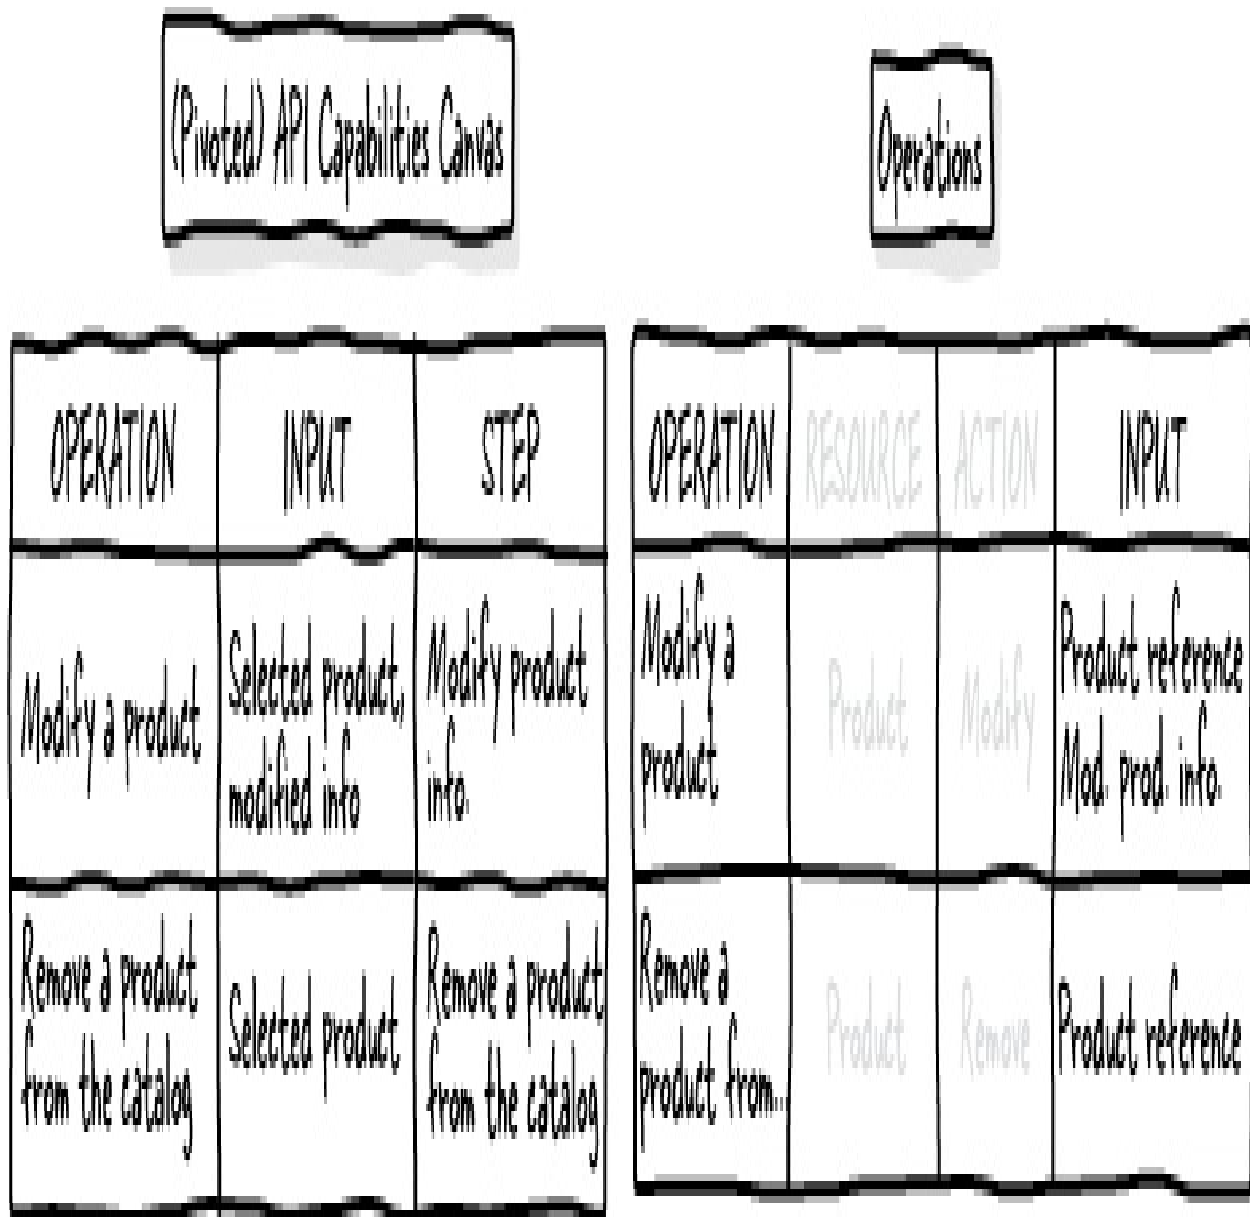 (Pivoted) API Capabilities Canvas
Operations
OPERATION INPUT STEP
Modify a product
Selected product,
modified info
Modify product
info.
Remove a product
from the catalog
Selected product
Remove a product
from the catalog
OPERATION RESOURCE ACTION INPUT
Modify a
product
Product
Modify
Product reference
Mod. prod. info.
Remove a
product from...
Product
Remove
Product reference